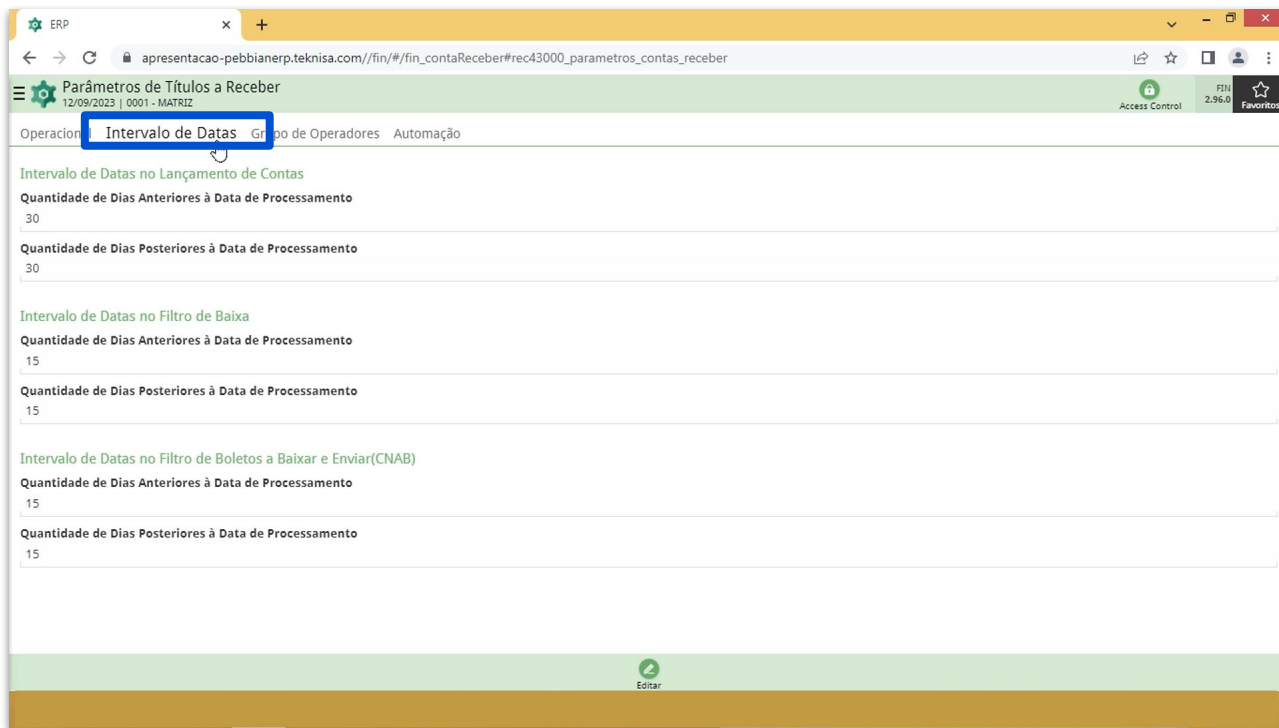 ERP
apresentacao-pebbianerp.teknisa.com//fin/#/fin_contaReceber#rec43000_parametros_contas_receber
Parâmetros de Títulos a Receber
12/09/2023 | 0001 - MATRIZ
Access Control
FIN
2.96.0
Favoritos
Operacional Intervalo de Datas Grupo de Operadores Automação
Intervalo de Datas no Lançamento de Contas
Quantidade de Dias Anteriores à Data de Processamento
30
Quantidade de Dias Posteriores à Data de Processamento
30
Intervalo de Datas no Filtro de Baixa
Quantidade de Dias Anteriores à Data de Processamento
15
Quantidade de Dias Posteriores à Data de Processamento
15
Intervalo de Datas no Filtro de Boletos a Baixar e Enviar(CNAB)
Quantidade de Dias Anteriores à Data de Processamento
15
Quantidade de Dias Posteriores à Data de Processamento
15
Editar